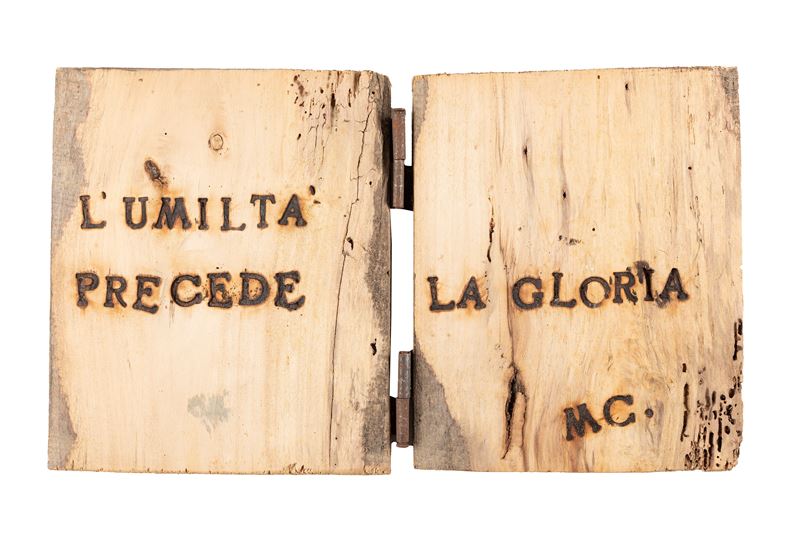 L'UMILTA'
PRECEDE
LA GLORIA
MC.